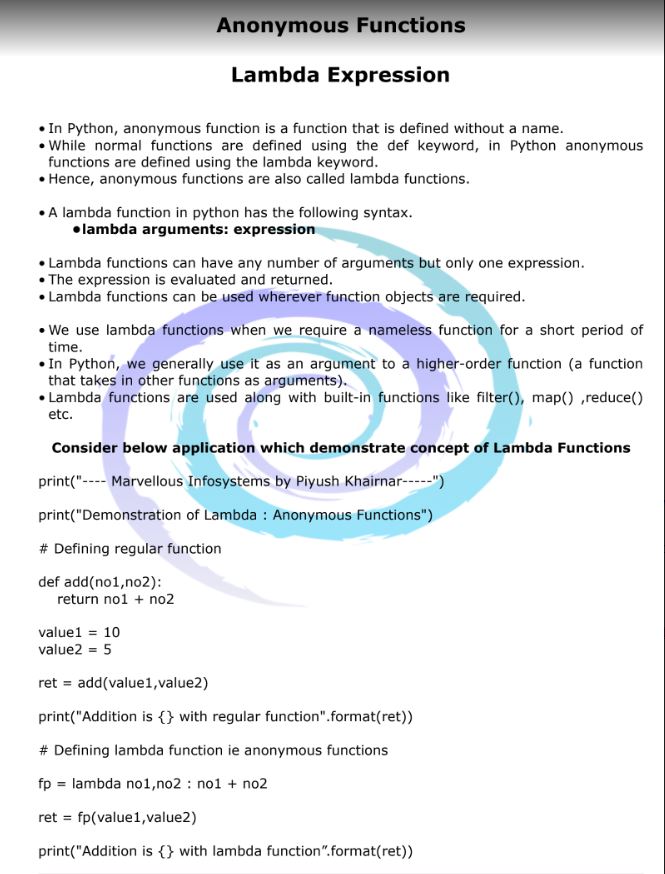 Anonymous Functions
Lambda Expression
• In Python, anonymous function is a function that is defined without a name.
• While normal functions are defined using the def keyword, in Python anonymous
functions are defined using the lambda keyword.
• Hence, anonymous functions are also called lambda functions.
• A lambda function in python has the following syntax.
• lambda arguments: expression
• Lambda functions can have any number of arguments but only one expression.
• The expression is evaluated and returned.
• Lambda functions can be used wherever function objects are required.
• We use lambda functions when we require a nameless function for a short period of
time.
• In Python, we generally use it as an argument to a higher-order function (a function
that takes in other functions as arguments).
• Lambda functions are used along with built-in functions like filter(), map() ,reduce()
etc.
Consider below application which demonstrate concept of Lambda Functions
print("---- Marvellous Infosystems by Piyush Khairnar-----")
print("Demonstration of Lambda : Anonymous Functions")
# Defining regular function
def add(no1,no2):
return no1 + no2
value1 = 10
value2 = 5
ret = add(value1,value2)
print("Addition is {} with regular function".format(ret))
# Defining lambda function ie anonymous functions
fp = lambda no1,no2 : no1 + no2
ret = fp(value1,value2)
print("Addition is {} with lambda function”.format(ret))